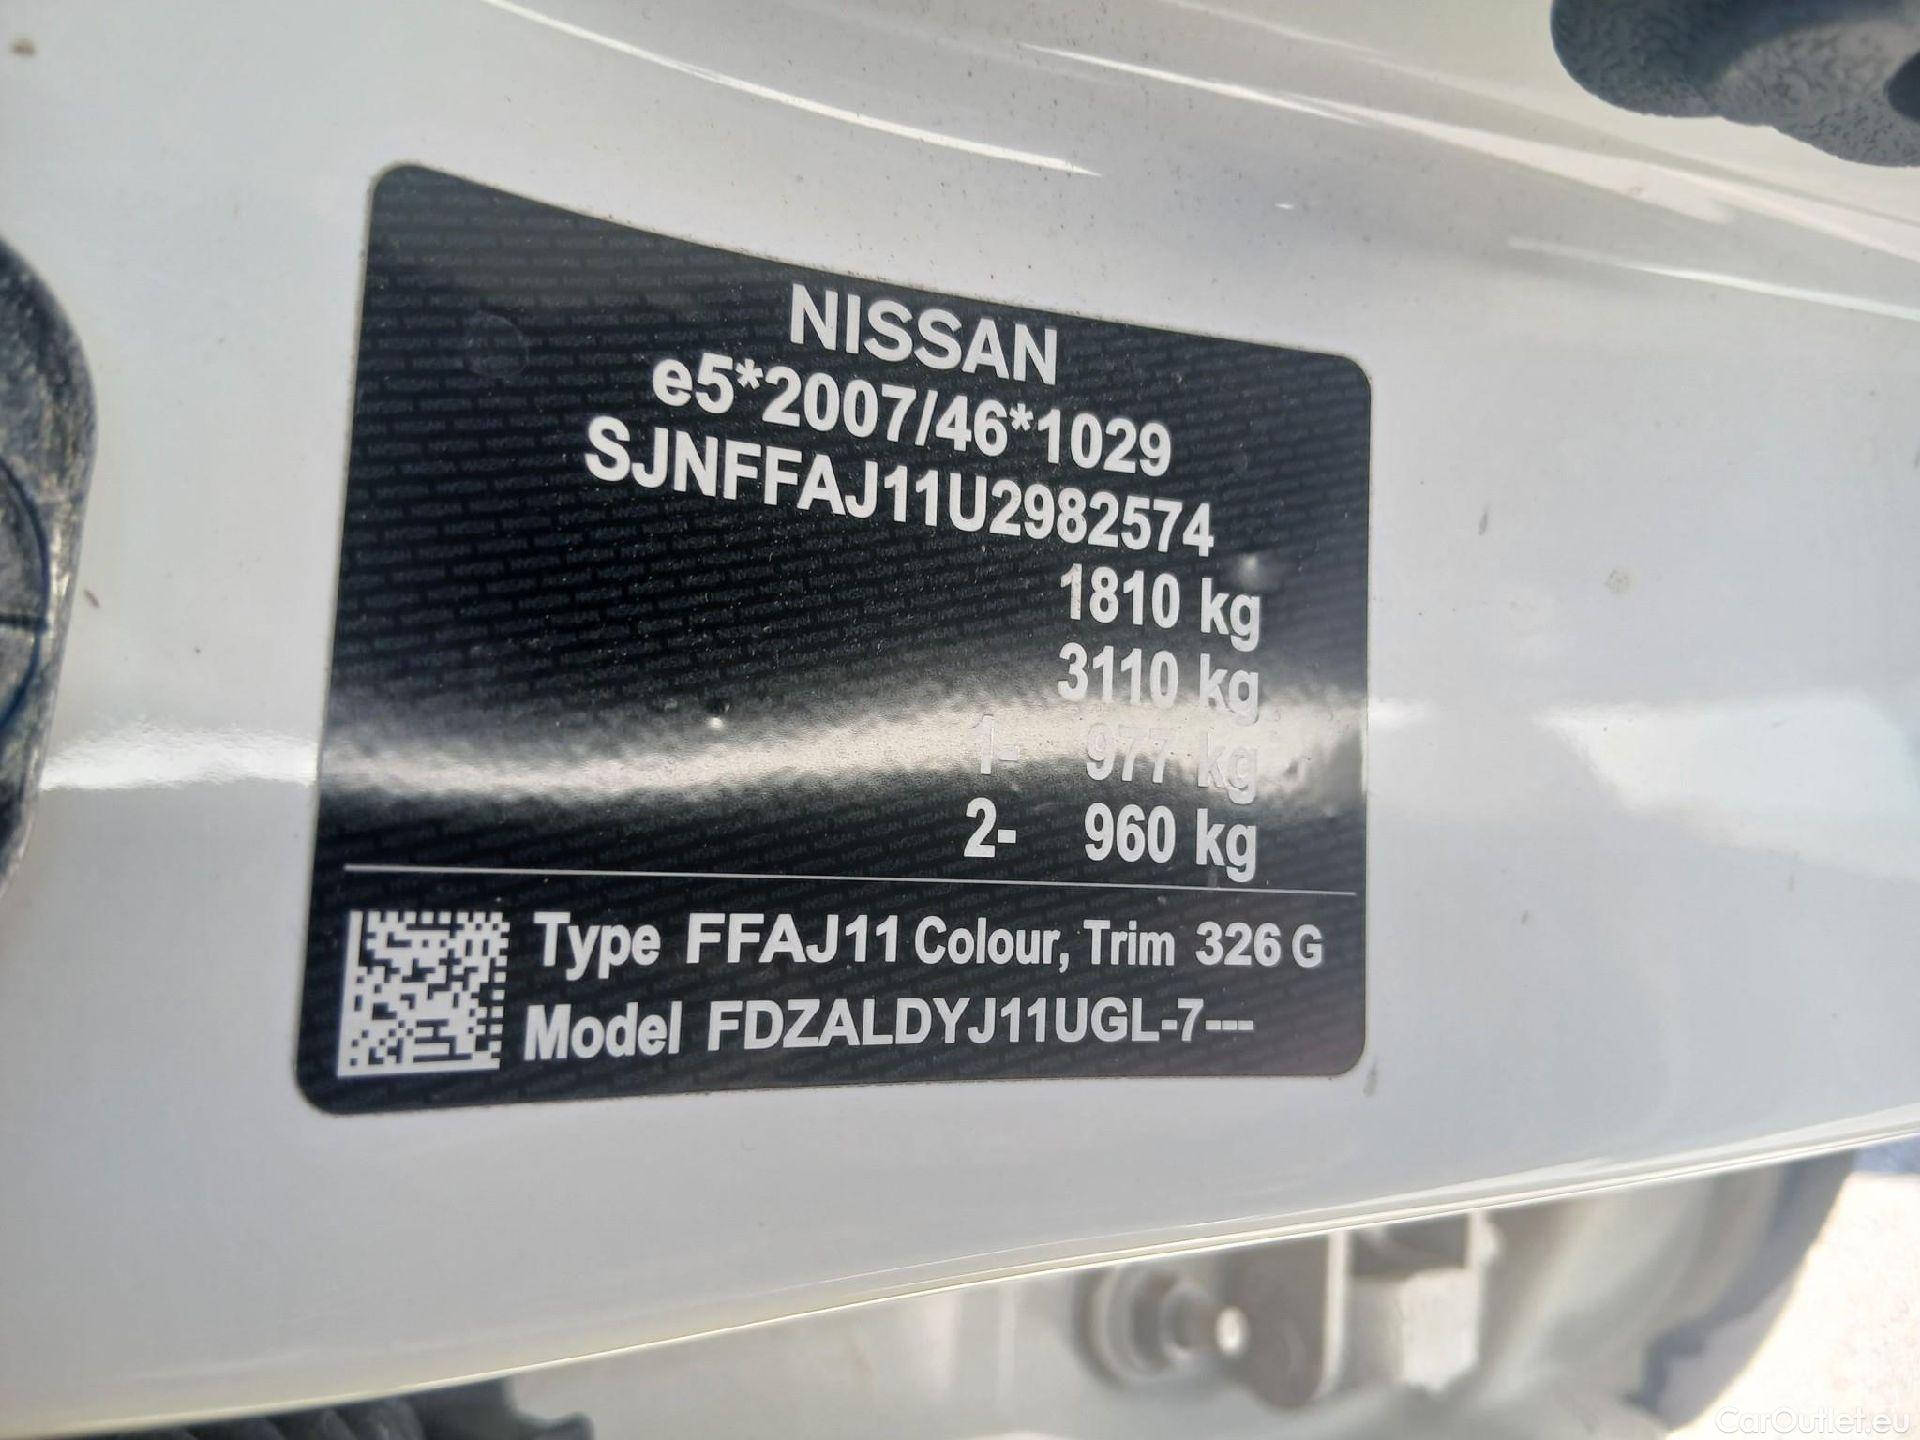 NISSAN
e5*2007/46*1029
SJNFFAJ11U2982574
1810 kg
3110 kg
1- 977 kg
2- 960 kg
Type FFAJ11 Colour, Trim 326 G
Model FDZALDYJ11UGL-7---
CarOutlet.eu